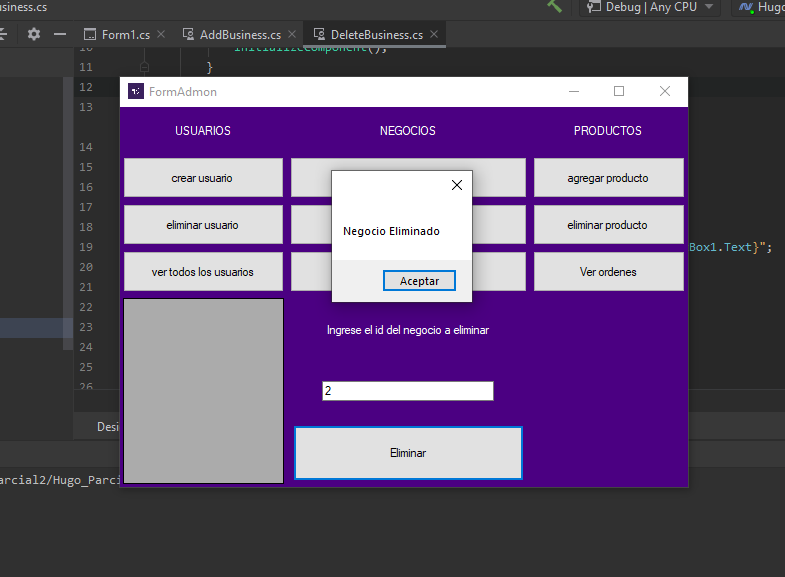 usiness.cs
Debug | Any CPU
Hugo
Form1.cs
AddBusiness.cs
DeleteBusiness.cs
10
InitializeComponent();
11
}
12
FormAdmon
13
USUARIOS
NEGOCIOS
PRODUCTOS
14
15
16
crear usuario
agregar producto
17
18
eliminar usuario
Negocio Eliminado
eliminar producto
19
Box1.Text}";
20
ver todos los usuarios
Aceptar
Ver ordenes
21
22
23
Ingrese el id del negocio a eliminar
24
25
26
2
Desi
Eliminar
arcial2/Hugo_Parci